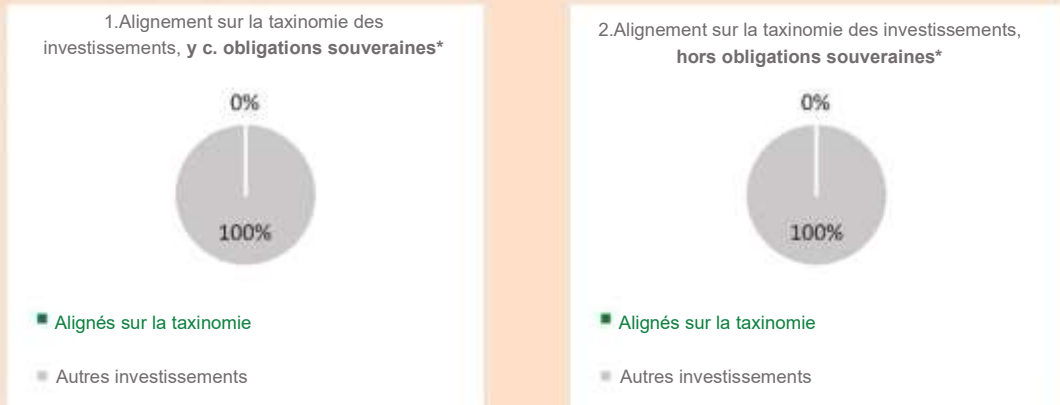 1.Alignement sur la taxinomie des
investissements, y c. obligations souveraines*
0%
100%
Alignés sur la taxinomie
Autres investissements
2.Alignement sur la taxinomie des investissements,
hors obligations souveraines*
0%
100%
Alignés sur la taxinomie
Autres investissements